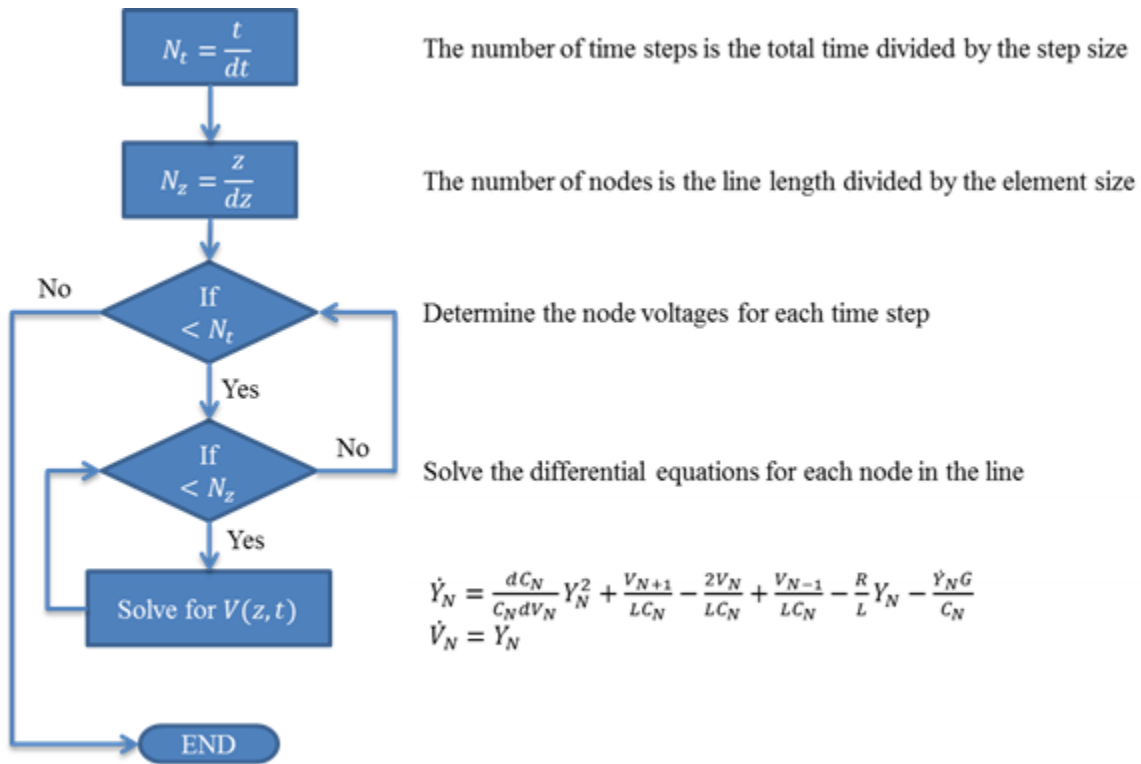 N_t = t/dt
The number of time steps is the total time divided by the step size
N_z = z/dz
The number of nodes is the line length divided by the element size
No
If
< N_t
Determine the node voltages for each time step
Yes
If
< N_z
No
Solve the differential equations for each node in the line
Yes
Solve for V(z, t)
Ẏ_N = dC_N/(C_N dV_N) Y_N^2 + V_{N+1}/(LC_N) − 2V_N/(LC_N) + V_{N−1}/(LC_N) − R/L Y_N − Ẏ_N G/C_N
V̇_N = Y_N
END